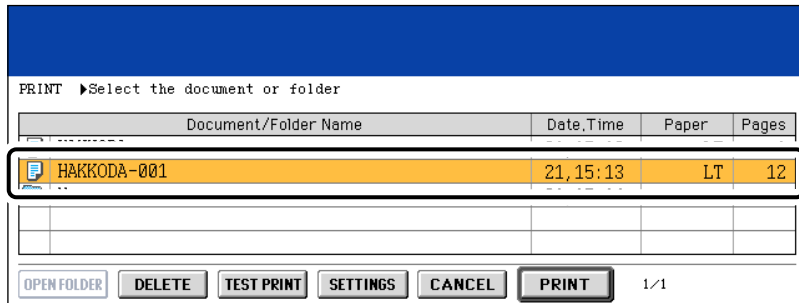 PRINT ▶Select the document or folder
Document/Folder Name Date,Time Paper Pages
HAKKODA-001 21,15:13 LT 12
OPEN FOLDER DELETE TEST PRINT SETTINGS CANCEL PRINT 1/1